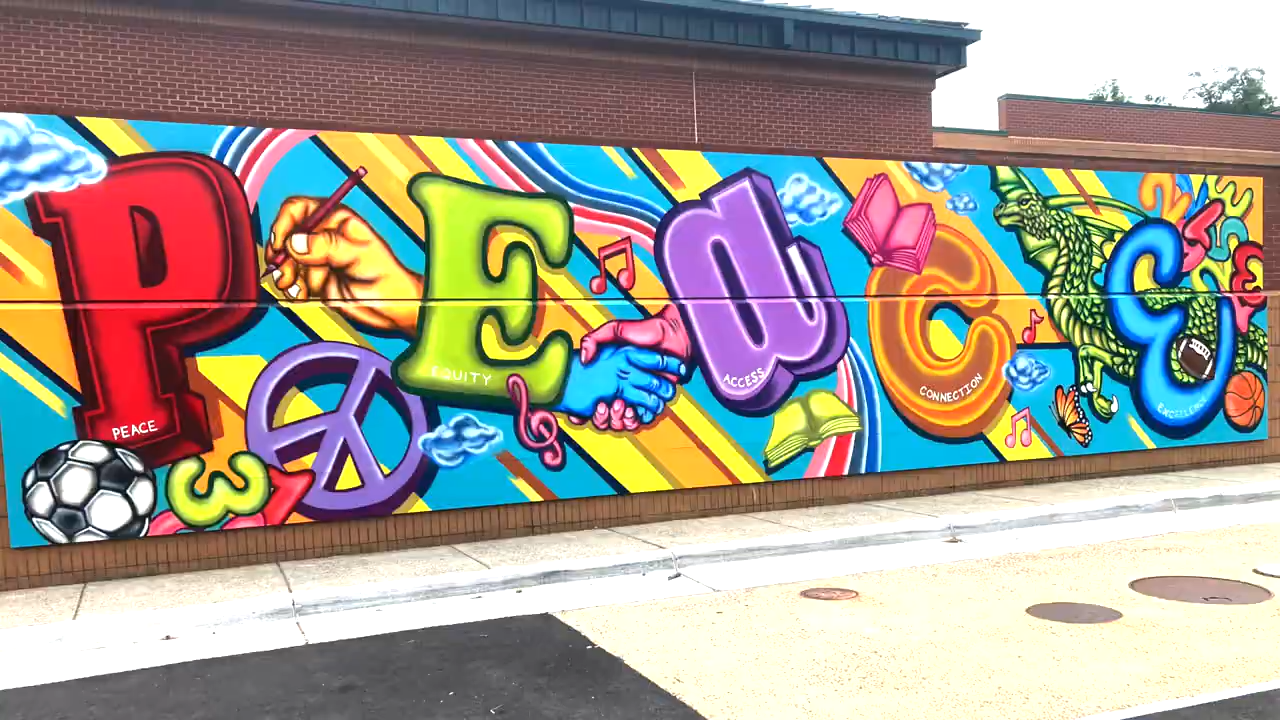 PEaCE
PEACE
EQUITY
ACCESS
CONNECTION
EXCELLENCE